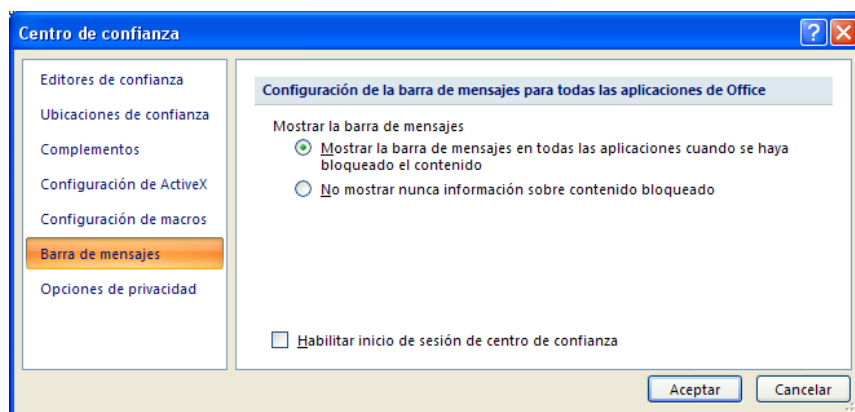 Centro de confianza
Editores de confianza
Ubicaciones de confianza
Complementos
Configuración de ActiveX
Configuración de macros
Barra de mensajes
Opciones de privacidad
Configuración de la barra de mensajes para todas las aplicaciones de Office
Mostrar la barra de mensajes
Mostrar la barra de mensajes en todas las aplicaciones cuando se haya
bloqueado el contenido
No mostrar nunca información sobre contenido bloqueado
Habilitar inicio de sesión de centro de confianza
Aceptar
Cancelar